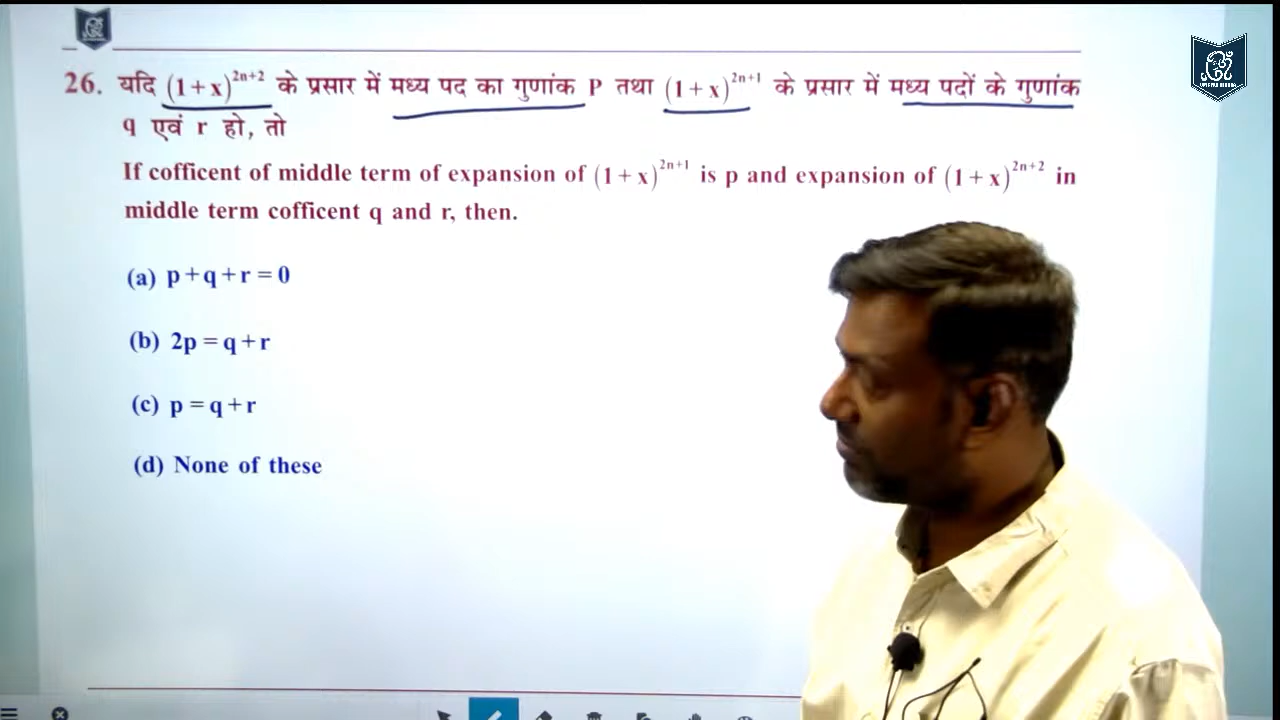 26. यदि (1+x)^{2n+2} के प्रसार में मध्य पद का गुणांक P तथा (1+x)^{2n+1} के प्रसार में मध्य पदों के गुणांक
q एवं r हो, तो
If cofficent of middle term of expansion of (1+x)^{2n+1} is p and expansion of (1+x)^{2n+2} in
middle term cofficent q and r, then.
(a) p+q+r=0
(b) 2p=q+r
(c) p=q+r
(d) None of these